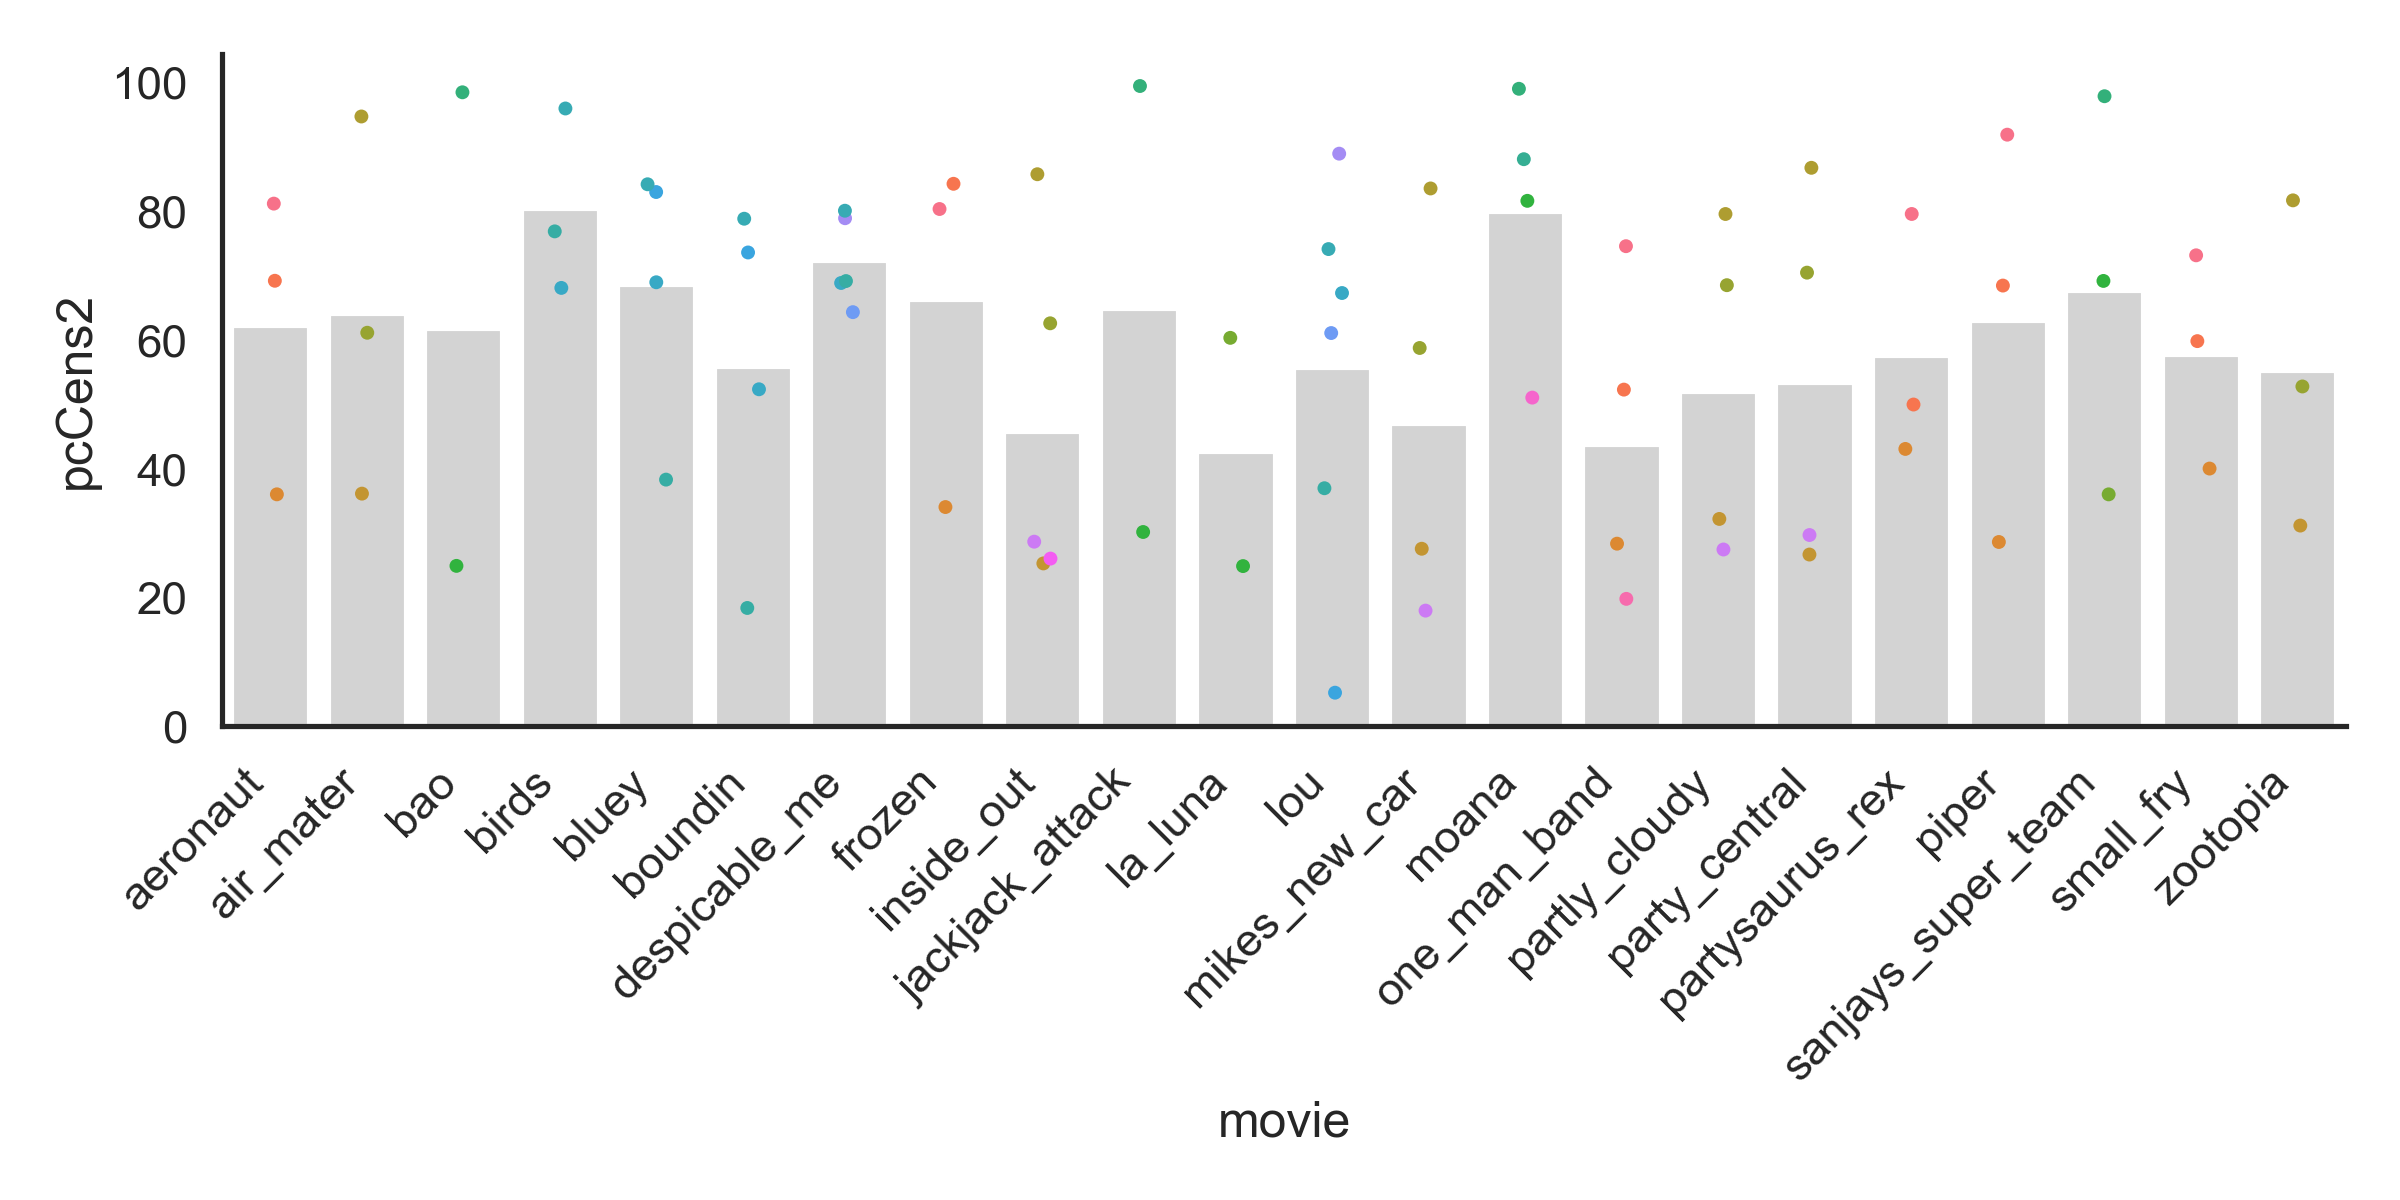 100
80
60
40
20
0
pcCens2
aeronaut
air_mater
bao
birds
bluey
boundin
despicable_me
frozen
inside_out
jackjack_attack
la_luna
lou
mikes_new_car
moana
one_man_band
partly_cloudy
party_central
partysaurus_rex
piper
sanjays_super_team
small_fry
zootopia
movie